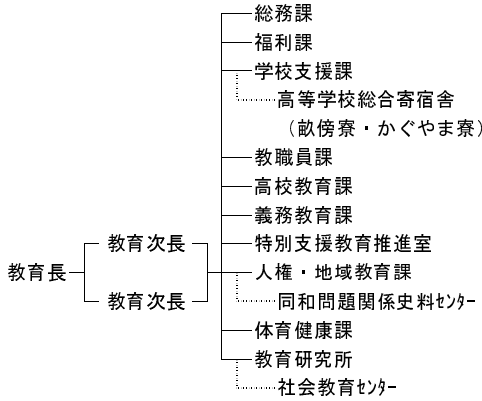 総務課
福利課
学校支援課
高等学校総合寄宿舎
（畝傍寮・かぐやま寮）
教職員課
高校教育課
義務教育課
教育次長
特別支援教育推進室
教育長
人権・地域教育課
教育次長
同和問題関係史料ｾﾝﾀｰ
体育健康課
教育研究所
社会教育ｾﾝﾀｰ